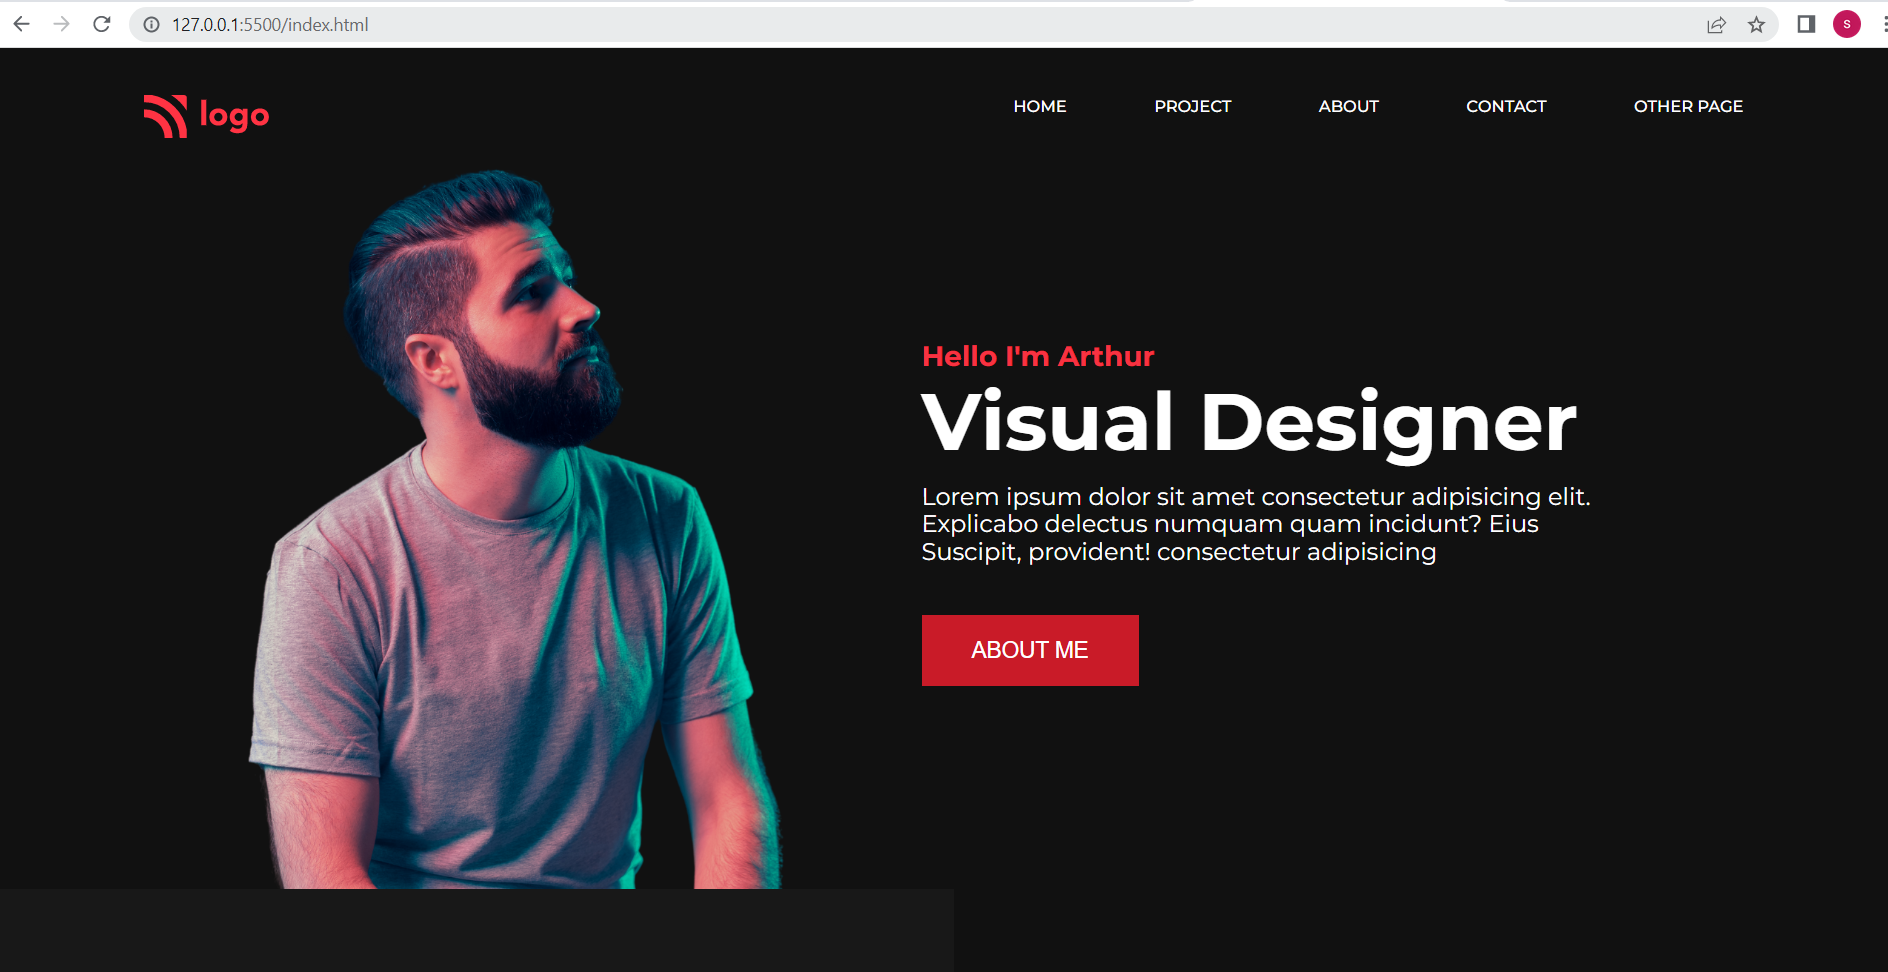 127.0.0.1:5500/index.html
S
logo
HOME PROJECT ABOUT CONTACT OTHER PAGE
Hello I'm Arthur
Visual Designer
Lorem ipsum dolor sit amet consectetur adipisicing elit.
Explicabo delectus numquam quam incidunt? Eius
Suscipit, provident! consectetur adipisicing
ABOUT ME